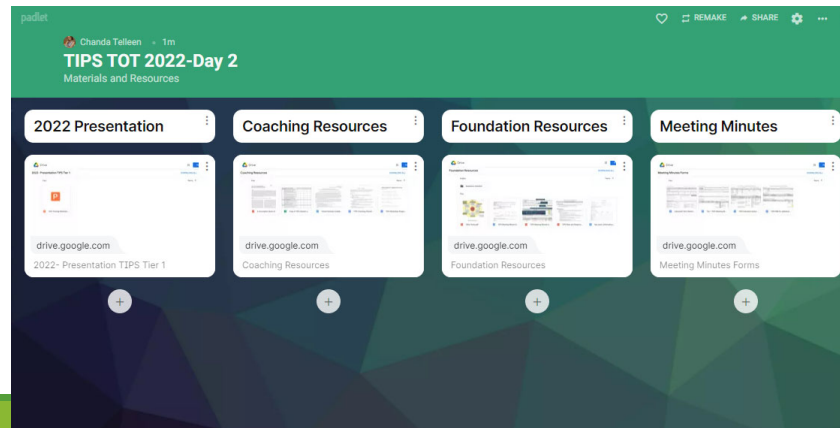 padlet
REMAKE
SHARE
Chanda Telleen • 1m
TIPS TOT 2022-Day 2
Materials and Resources
2022 Presentation
Coaching Resources
Foundation Resources
Meeting Minutes
drive.google.com
2022- Presentation TIPS Tier 1
drive.google.com
Coaching Resources
drive.google.com
Foundation Resources
drive.google.com
Meeting Minutes Forms